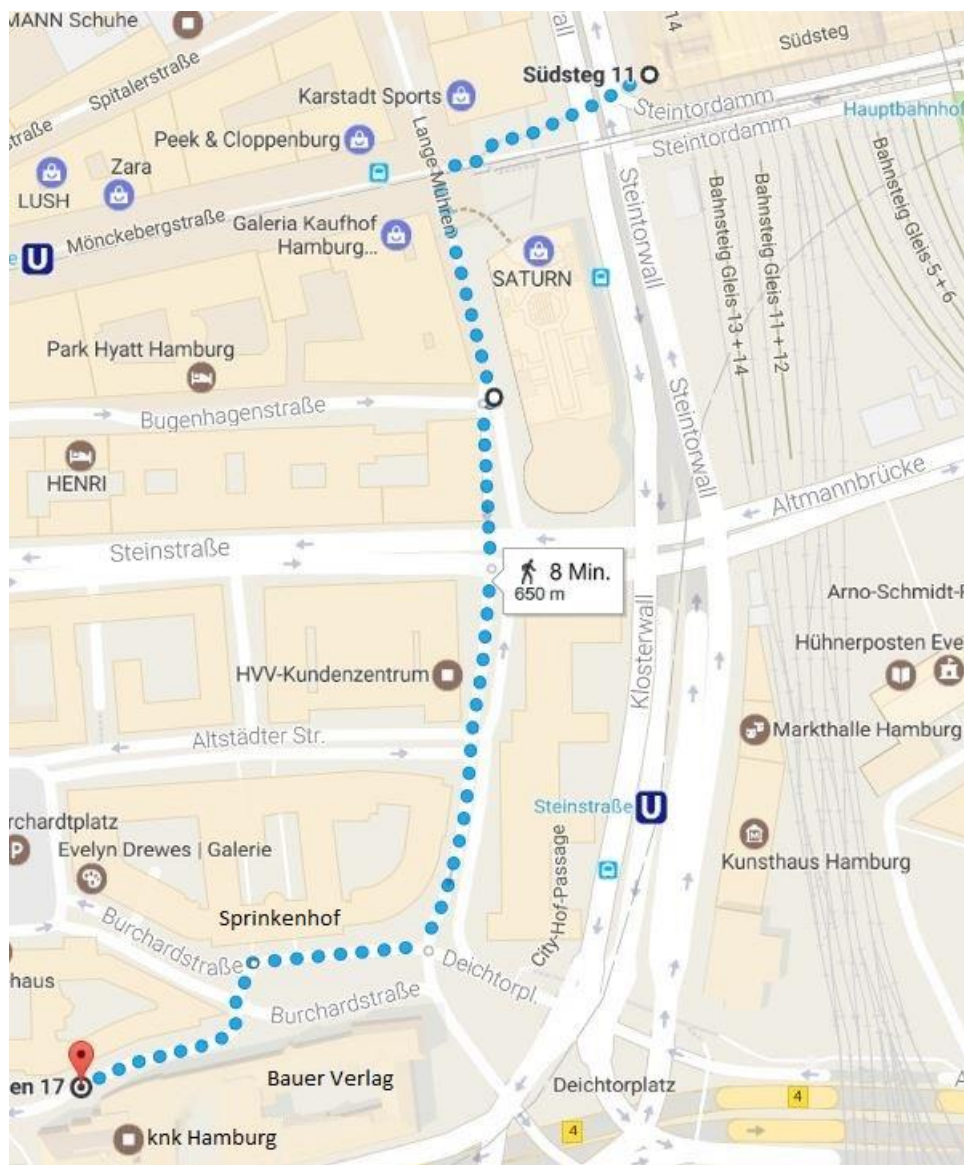 MANN Schuhe
14
Südsteg
Südsteg 11
Spitalerstraße
Karstadt Sports
Steintordamm
Hauptbahnhof
straße
Peek & Cloppenburg
Lange Mühren
Steintordamm
Zara
LUSH
Mönckebergstraße
U
Galeria Kaufhof
Hamburg...
SATURN
Steintorwall
Bahnsteig Gleis 13 + 14
Bahnsteig Gleis 11 + 12
Bahnsteig Gleis 5 + 6
Park Hyatt Hamburg
Bugenhagenstraße
Steintorwall
HENRI
Altmannbrücke
Steinstraße
8 Min.
650 m
Arno-Schmidt-P
Hühnerposten Eve
HVV-Kundenzentrum
Klosterwall
Markthalle Hamburg
Altstädter Str.
Steinstraße
U
rchardtplatz
P
Evelyn Drewes | Galerie
City-Hof-Passage
M
Kunsthaus Hamburg
Sprinkenhof
Burchardstraße
haus
Deichtorpl.
Burchardstraße
en 17
Bauer Verlag
Deichtorplatz
4
4
A
knk Hamburg